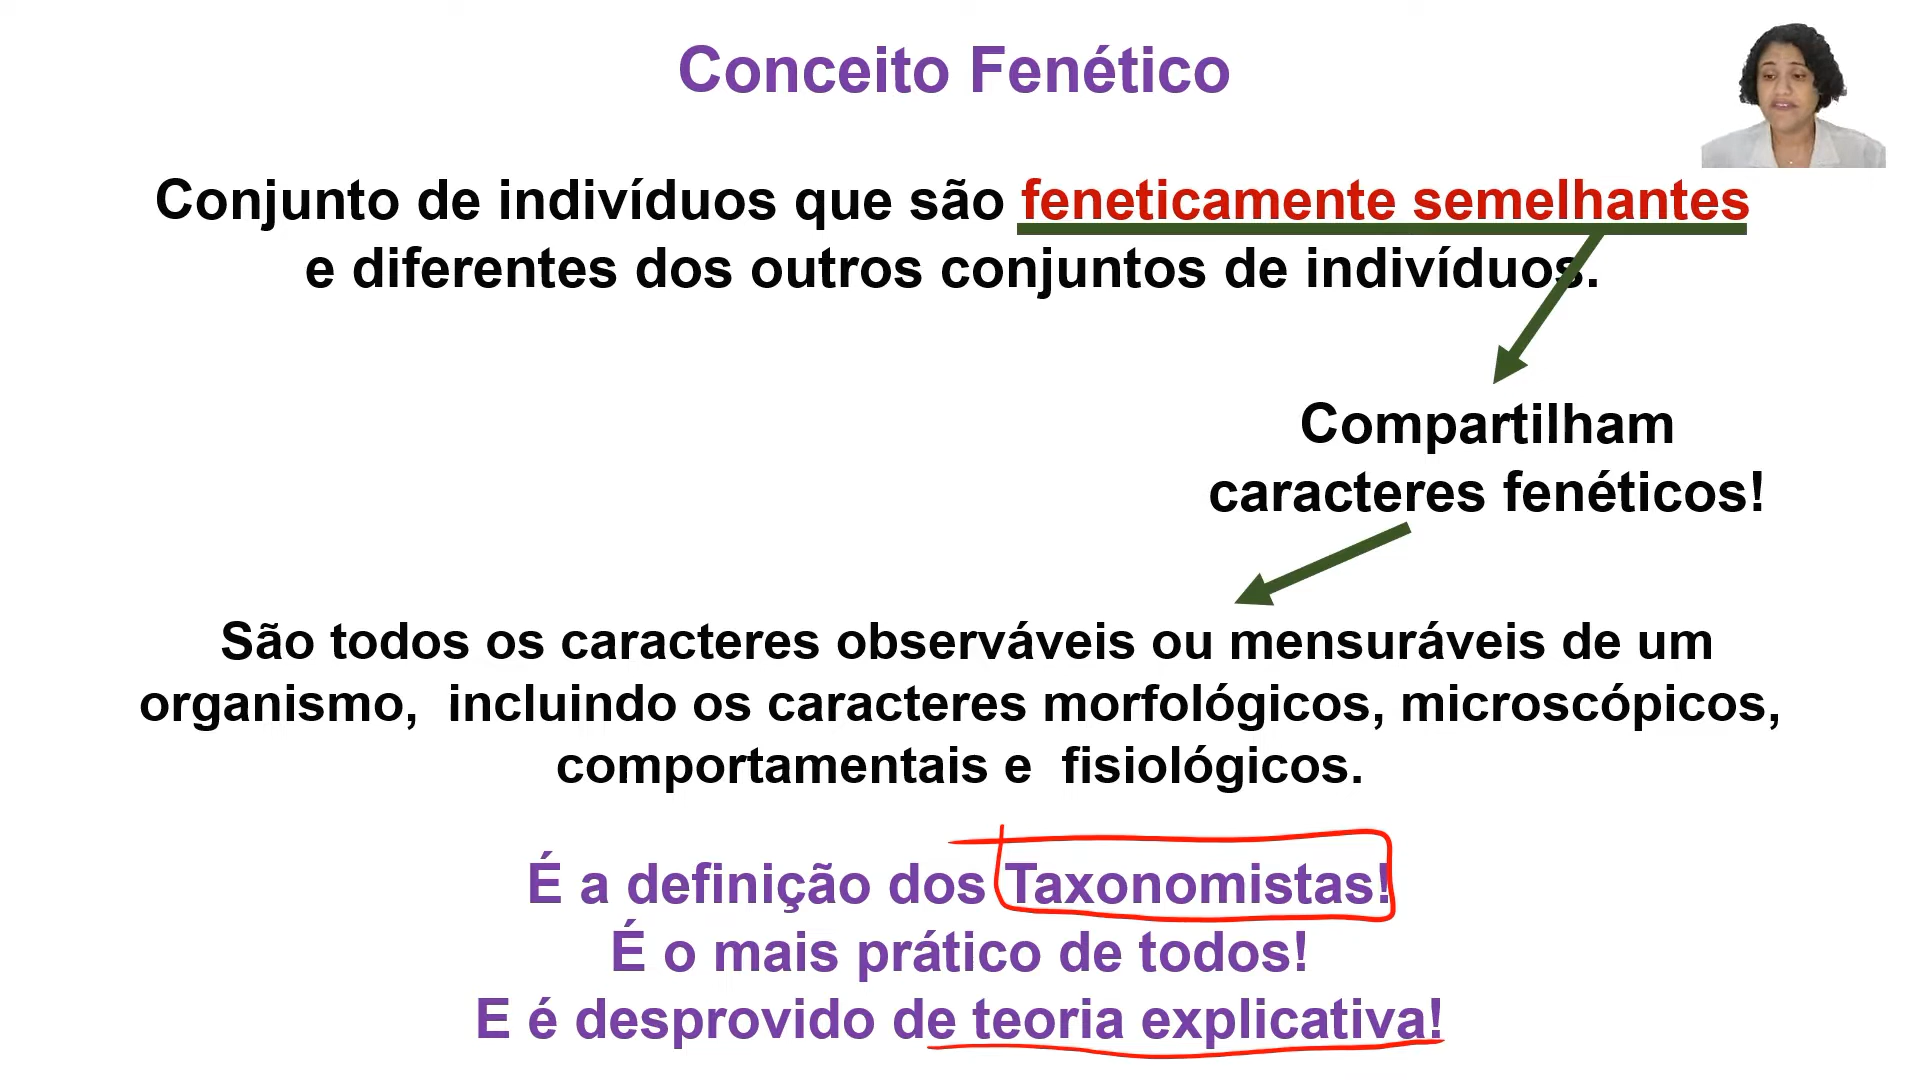 Conceito Fenético
Conjunto de indivíduos que são feneticamente semelhantes
e diferentes dos outros conjuntos de indivíduos.
Compartilham
caracteres fenéticos!
São todos os caracteres observáveis ou mensuráveis de um
organismo,  incluindo os caracteres morfológicos, microscópicos,
comportamentais e  fisiológicos.
É a definição dos Taxonomistas!
É o mais prático de todos!
E é desprovido de teoria explicativa!